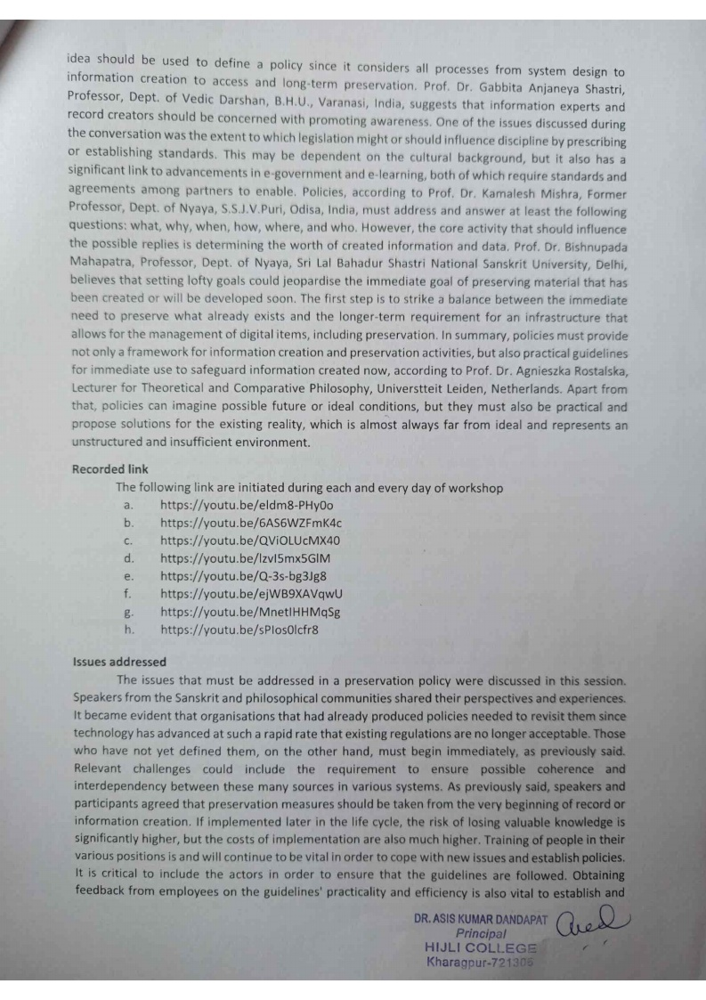 idea should be used to define a policy since it considers all processes from system design to
information creation to access and long-term preservation. Prof. Dr. Gabbita Anjaneya Shastri,
Professor, Dept. of Vedic Darshan, B.H.U., Varanasi, India, suggests that information experts and
record creators should be concerned with promoting awareness. One of the issues discussed during
the conversation was the extent to which legislation might or should influence discipline by prescribing
or establishing standards. This may be dependent on the cultural background, but it also has a
significant link to advancements in e-government and e-learning, both of which require standards and
agreements among partners to enable. Policies, according to Prof. Dr. Kamalesh Mishra, Former
Professor, Dept. of Nyaya, S.S.J.V.Puri, Odisa, India, must address and answer at least the following
questions: what, why, when, how, where, and who. However, the core activity that should influence
the possible replies is determining the worth of created information and data. Prof. Dr. Bishnupada
Mahapatra, Professor, Dept. of Nyaya, Sri Lal Bahadur Shastri National Sanskrit University, Delhi,
believes that setting lofty goals could jeopardise the immediate goal of preserving material that has
been created or will be developed soon. The first step is to strike a balance between the immediate
need to preserve what already exists and the longer-term requirement for an infrastructure that
allows for the management of digital items, including preservation. In summary, policies must provide
not only a framework for information creation and preservation activities, but also practical guidelines
for immediate use to safeguard information created now, according to Prof. Dr. Agnieszka Rostalska,
Lecturer for Theoretical and Comparative Philosophy, Universtteit Leiden, Netherlands. Apart from
that, policies can imagine possible future or ideal conditions, but they must also be practical and
propose solutions for the existing reality, which is almost always far from ideal and represents an
unstructured and insufficient environment.
Recorded link
The following link are initiated during each and every day of workshop
a. https://youtu.be/eldm8-PHy0o
b. https://youtu.be/6AS6WZFmK4c
c. https://youtu.be/QViOLUcMX40
d. https://youtu.be/lzvI5mx5GlM
e. https://youtu.be/Q-3s-bg3Jg8
f. https://youtu.be/ejWB9XAVqwU
g. https://youtu.be/MnetIHHMqSg
h. https://youtu.be/sPIos0lcfr8
Issues addressed
The issues that must be addressed in a preservation policy were discussed in this session.
Speakers from the Sanskrit and philosophical communities shared their perspectives and experiences.
It became evident that organisations that had already produced policies needed to revisit them since
technology has advanced at such a rapid rate that existing regulations are no longer acceptable. Those
who have not yet defined them, on the other hand, must begin immediately, as previously said.
Relevant challenges could include the requirement to ensure possible coherence and
interdependency between these many sources in various systems. As previously said, speakers and
participants agreed that preservation measures should be taken from the very beginning of record or
information creation. If implemented later in the life cycle, the risk of losing valuable knowledge is
significantly higher, but the costs of implementation are also much higher. Training of people in their
various positions is and will continue to be vital in order to cope with new issues and establish policies.
It is critical to include the actors in order to ensure that the guidelines are followed. Obtaining
feedback from employees on the guidelines' practicality and efficiency is also vital to establish and
DR. ASIS KUMAR DANDAPAT
Principal
HIJLI COLLEGE
Kharagpur-721306